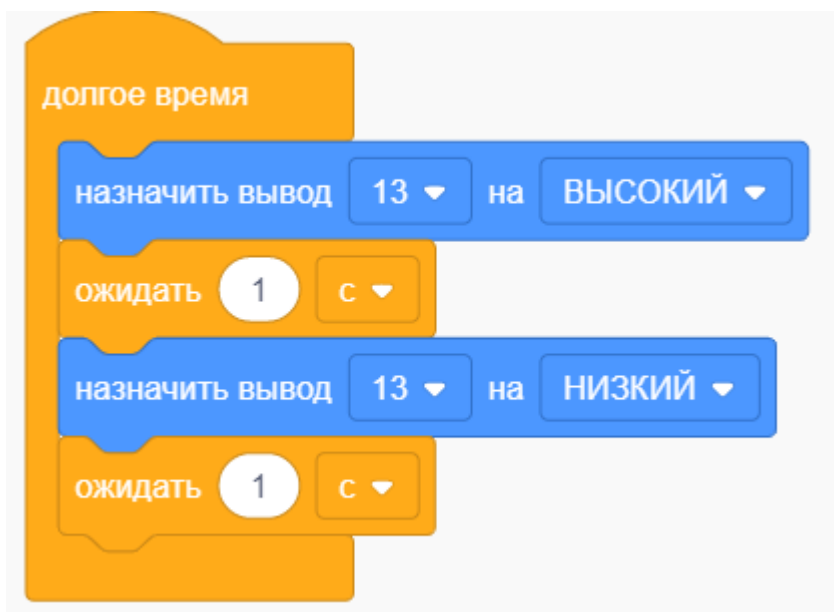 долгое время
назначить вывод 13 на ВЫСОКИЙ
ожидать 1 с
назначить вывод 13 на НИЗКИЙ
ожидать 1 с